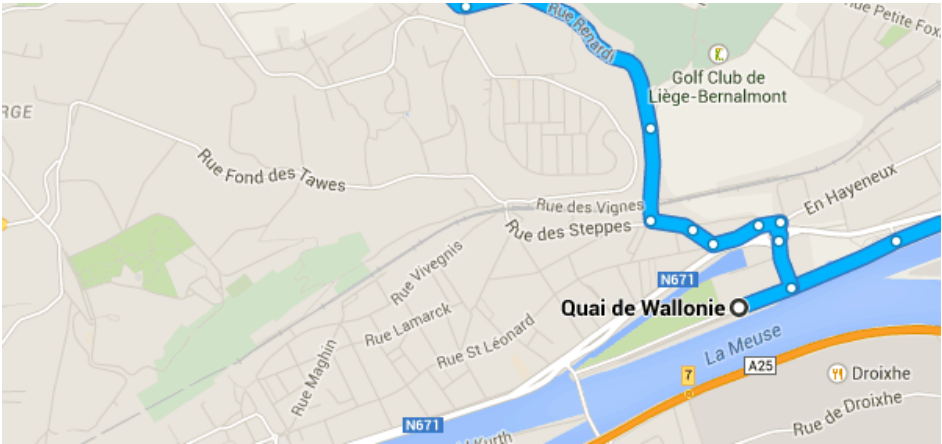 Rue Renardi
Rue Petite Fox
Golf Club de
Liège-Bernalmont
RGE
Rue Fond des Tawes
En Hayeneux
Rue des Vignes
Rue des Steppes
Rue Vivegnis
N671
Quai de Wallonie
Rue Lamarck
La Meuse
Rue St Léonard
A25
7
Droixhe
Rue Maghin
Rue de Droixhe
N671
Kurth